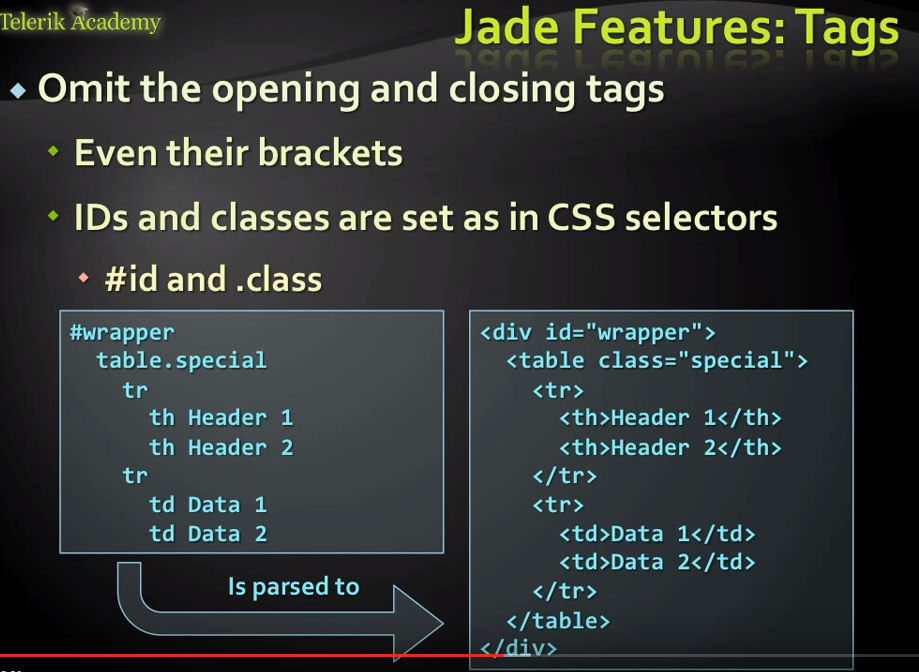 Telerik Academy
Jade Features: Tags
Omit the opening and closing tags
Even their brackets
IDs and classes are set as in CSS selectors
#id and .class
#wrapper
  table.special
    tr
      th Header 1
      th Header 2
    tr
      td Data 1
      td Data 2
Is parsed to
<div id="wrapper">
  <table class="special">
    <tr>
      <th>Header 1</th>
      <th>Header 2</th>
    </tr>
    <tr>
      <td>Data 1</td>
      <td>Data 2</td>
    </tr>
  </table>
</div>